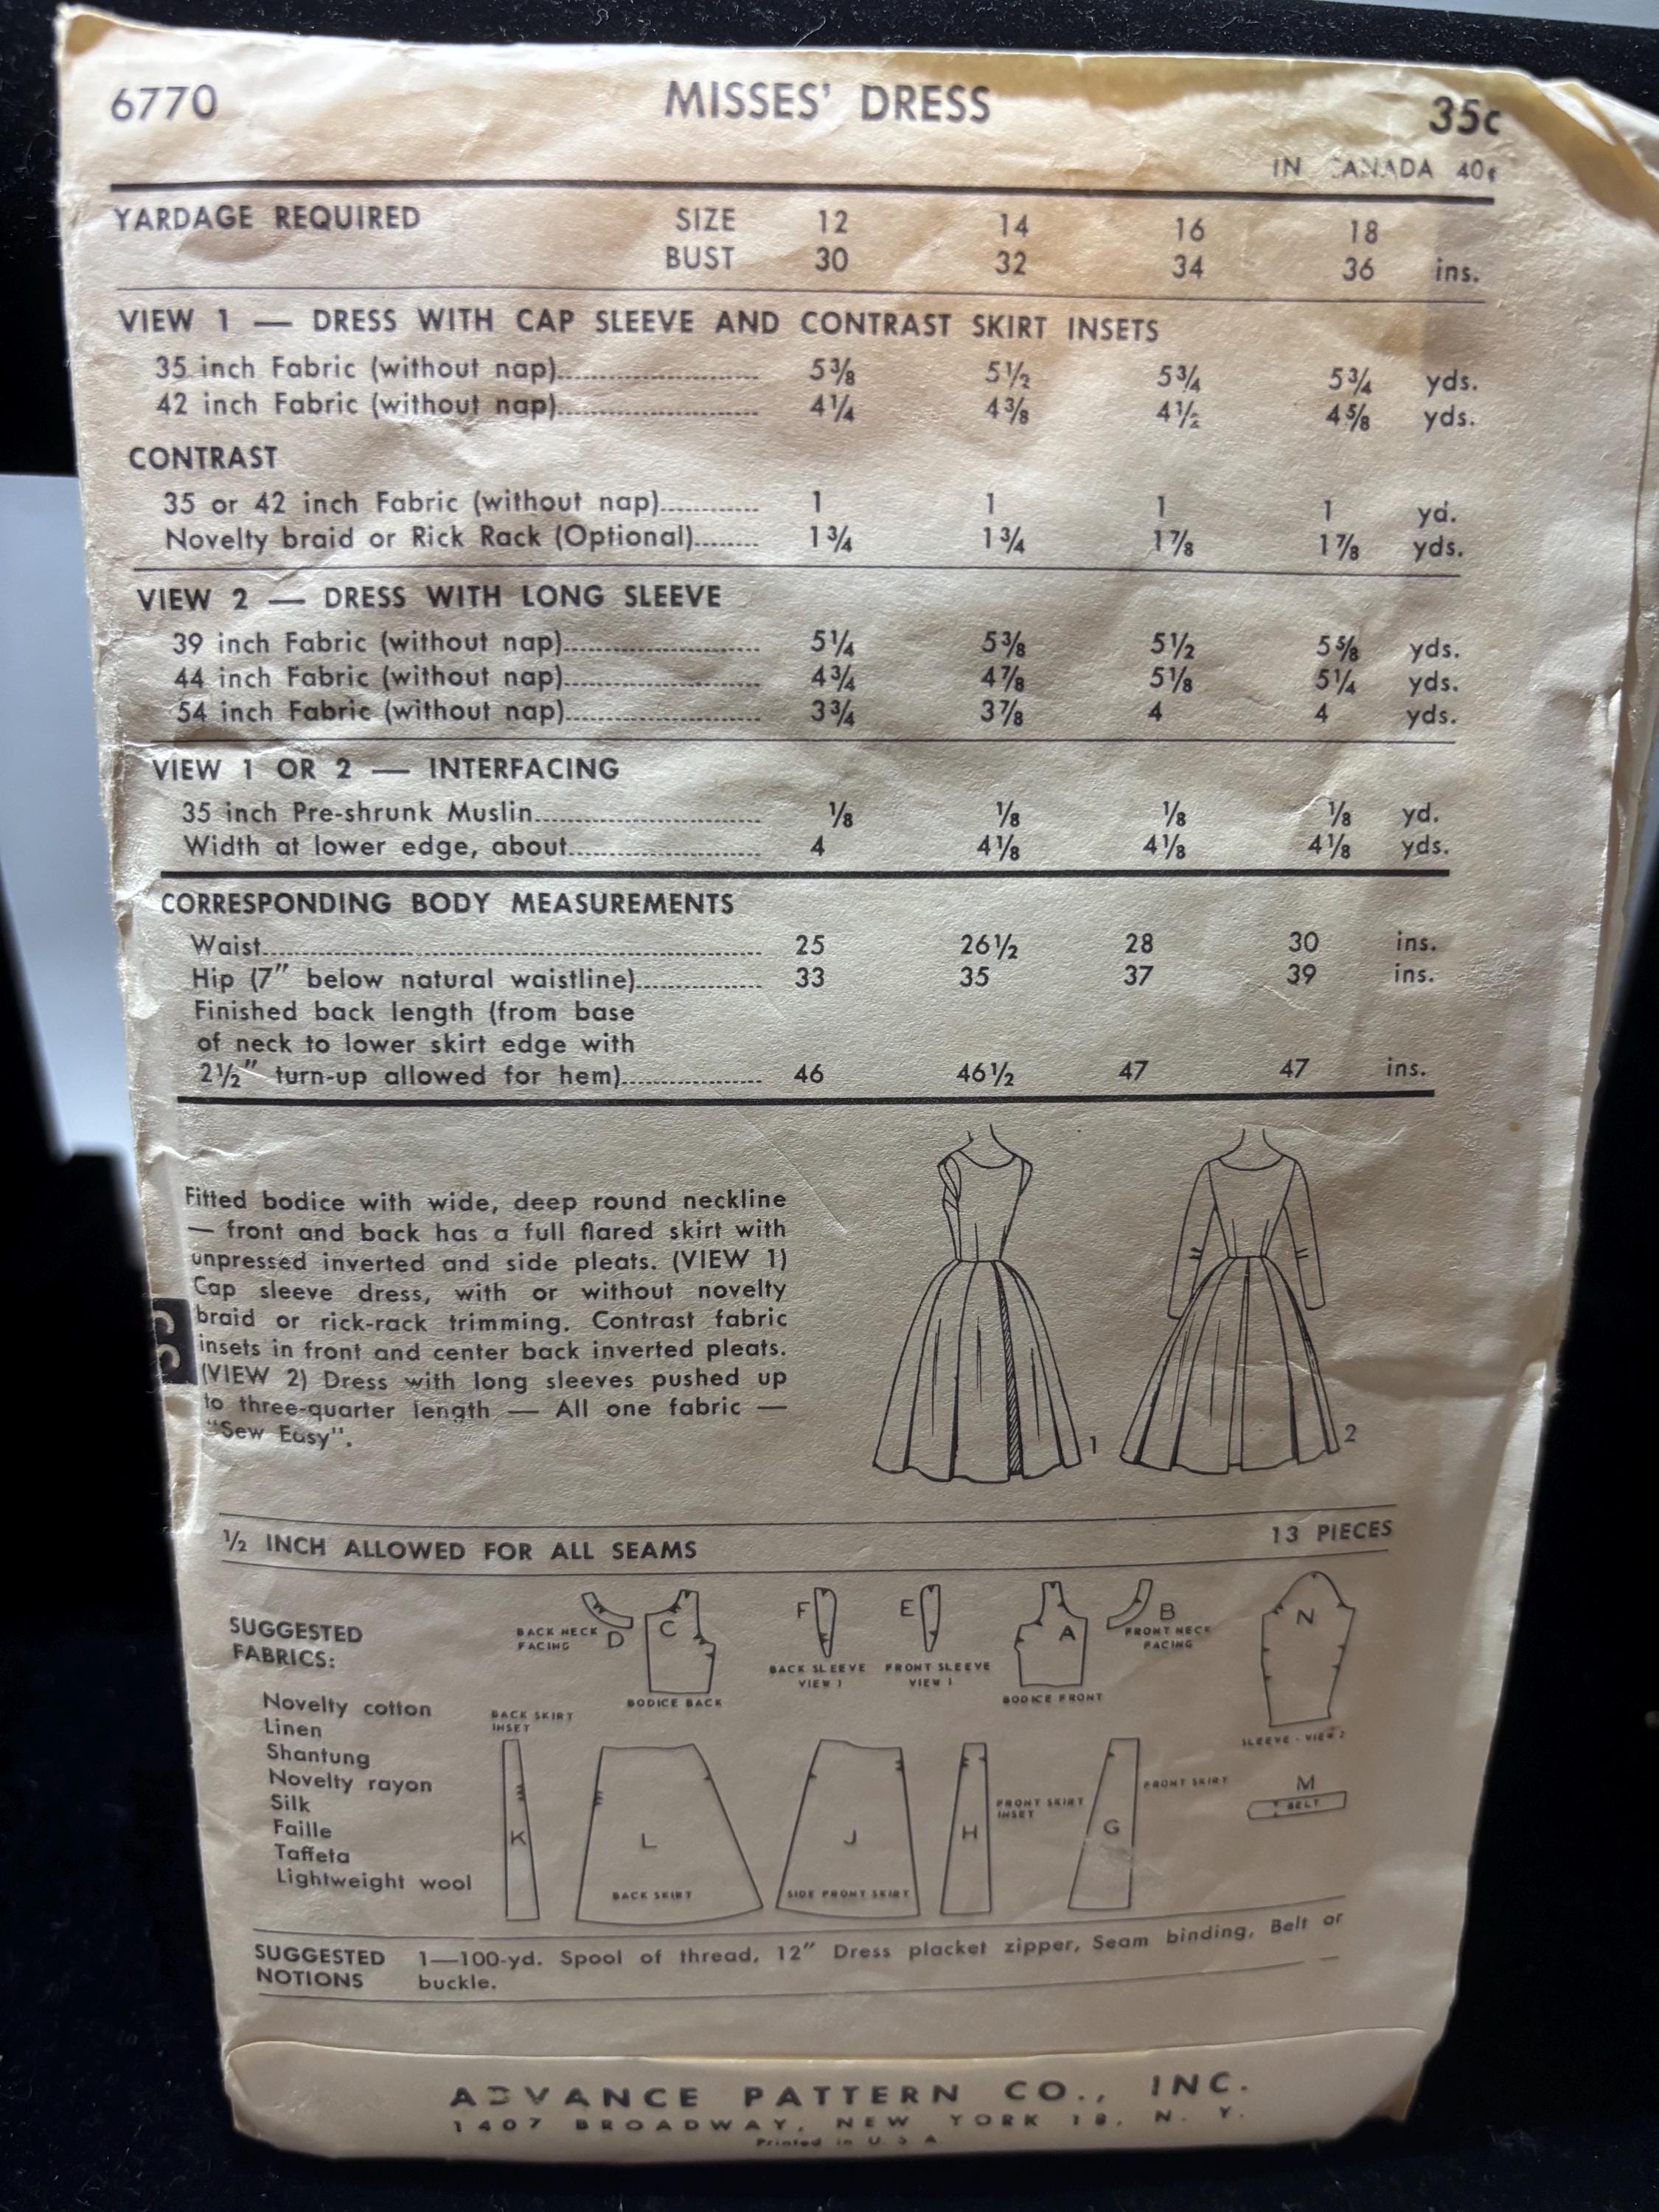 6770 MISSES' DRESS 35c
IN CANADA 40¢
YARDAGE REQUIRED SIZE 12 14 16 18
BUST 30 32 34 36 ins.
VIEW 1 — DRESS WITH CAP SLEEVE AND CONTRAST SKIRT INSETS
35 inch Fabric (without nap) 5⅜ 5½ 5¾ 5¾ yds.
42 inch Fabric (without nap) 4¼ 4⅜ 4½ 4⅝ yds.
CONTRAST
35 or 42 inch Fabric (without nap) 1 1 1 1 yd.
Novelty braid or Rick Rack (Optional) 1¾ 1¾ 1⅞ 1⅞ yds.
VIEW 2 — DRESS WITH LONG SLEEVE
39 inch Fabric (without nap) 5¼ 5⅜ 5½ 5⅝ yds.
44 inch Fabric (without nap) 4¾ 4⅞ 5⅛ 5¼ yds.
54 inch Fabric (without nap) 3¾ 3⅞ 4 4 yds.
VIEW 1 OR 2 — INTERFACING
35 inch Pre-shrunk Muslin ⅛ ⅛ ⅛ ⅛ yd.
Width at lower edge, about 4 4⅛ 4⅛ 4⅛ yds.
CORRESPONDING BODY MEASUREMENTS
Waist 25 26½ 28 30 ins.
Hip (7" below natural waistline) 33 35 37 39 ins.
Finished back length (from base
of neck to lower skirt edge with
2½" turn-up allowed for hem) 46 46½ 47 47 ins.
Fitted bodice with wide, deep round neckline
— front and back has a full flared skirt with
unpressed inverted and side pleats. (VIEW 1)
Cap sleeve dress, with or without novelty
braid or rick-rack trimming. Contrast fabric
insets in front and center back inverted pleats.
(VIEW 2) Dress with long sleeves pushed up
to three-quarter length — All one fabric —
"Sew Easy".
1
2
½ INCH ALLOWED FOR ALL SEAMS 13 PIECES
SUGGESTED
FABRICS:
Novelty cotton
Linen
Shantung
Novelty rayon
Silk
Faille
Taffeta
Lightweight wool
BACK NECK
FACING
D
C
BODICE BACK
F
BACK SLEEVE
VIEW 1
E
FRONT SLEEVE
VIEW 1
A
BODICE FRONT
B
FRONT NECK
FACING
N
SLEEVE - VIEW 2
BACK SKIRT
INSET
K
L
BACK SKIRT
J
SIDE FRONT SKIRT
H
FRONT SKIRT
INSET
G
FRONT SKIRT
M
BELT
SUGGESTED 1—100-yd. Spool of thread, 12" Dress placket zipper, Seam binding, Belt or
NOTIONS buckle.
ADVANCE PATTERN CO., INC.
1407 BROADWAY, NEW YORK 18, N. Y.
Printed in U. S. A.